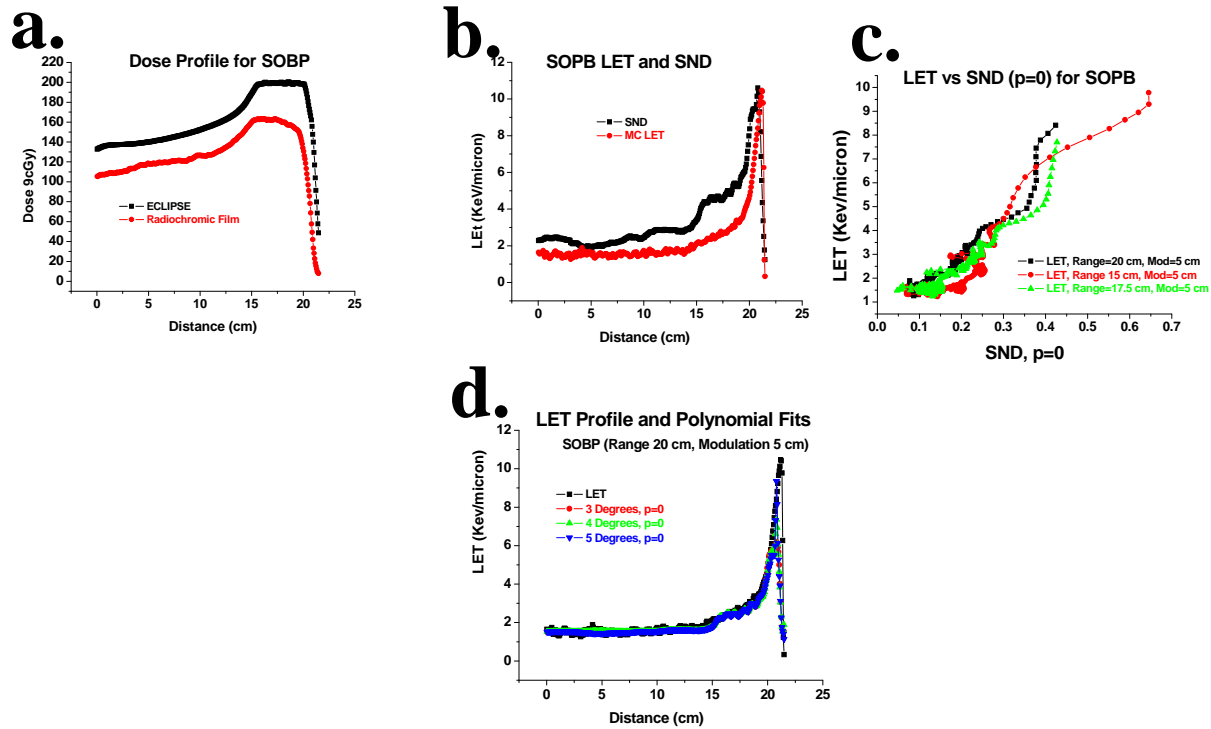 a.
Dose Profile for SOBP
220
200
180
160
140
120
100
80
60
40
20
0
Dose 9cGy)
ECLIPSE
Radiochromic Film
0 5 10 15 20 25
Distance (cm)
b.
SOPB LET and SND
12
10
8
6
4
2
0
LEt (KeV/micron)
SND
MC LET
0 5 10 15 20 25
Distance (cm)
c.
LET vs SND (p=0) for SOPB
10
9
8
7
6
5
4
3
2
1
LET (Kev/micron)
LET, Range=20 cm, Mod=5 cm
LET, Range 15 cm, Mod=5 cm
LET, Range=17.5 cm, Mod=5 cm
0.0 0.1 0.2 0.3 0.4 0.5 0.6 0.7
SND, p=0
d.
LET Profile and Polynomial Fits
SOBP (Range 20 cm, Modulation 5 cm)
12
10
8
6
4
2
0
LET (Kev/micron)
LET
3 Degrees, p=0
4 Degrees, p=0
5 Degrees, p=0
0 5 10 15 20 25
Distance (cm)